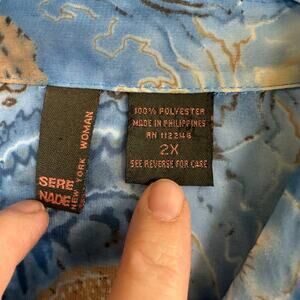 SERE
NADE
NEW YORK WOMAN
100% POLYESTER
MADE IN PHILIPPINES
RN 112246
2X
SEE REVERSE FOR CARE